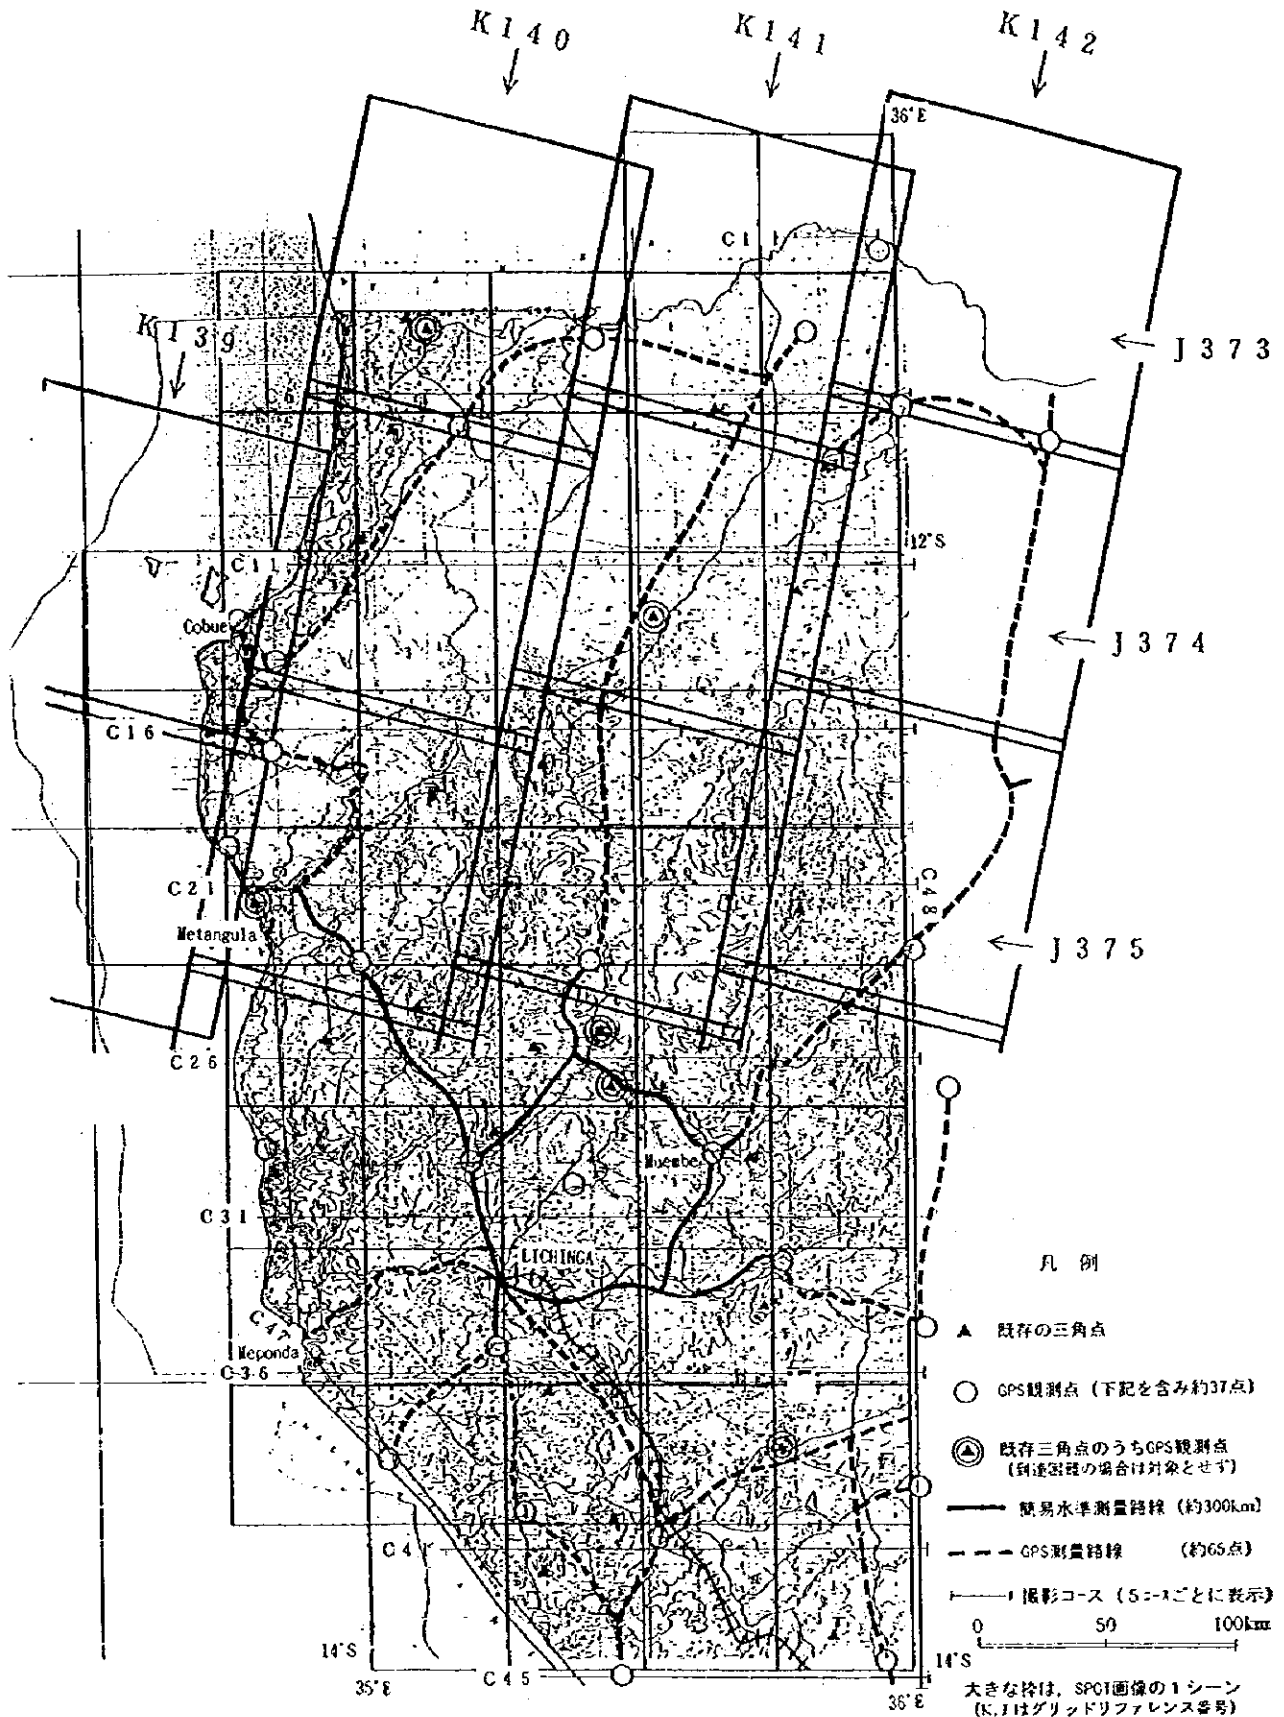 K140
K141
K142
36°E
C1
K139
J373
C6
12°S
C11
Cobue
J374
C16
C21
C48
Metangula
J375
C26
Muembe
C31
LICHINGA
凡例
C47
▲ 既存の三角点
Meponda
C36
GPS観測点 (下記を含み約37点)
既存三角点のうちGPS観測点
(到達困難の場合は対象とせず)
簡易水準測量路線 (約300km)
C4
GPS測量路線 (約65点)
撮影コース (5コースごとに表示)
0 50 100km
14°S
14°S
C45
35°E
36°E
大きな枠は、SPOT画像の1シーン
(K,Jはグリッドリファレンス番号)